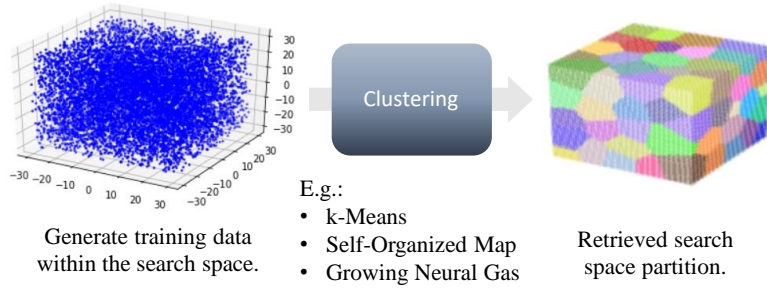 30
20
10
0
−10
−20
−30
−30
−20
−10
0
10
20
30
−30
−20
−10
0
10
20
30
Clustering
E.g.:
• k-Means
• Self-Organized Map
• Growing Neural Gas
Generate training data
within the search space.
Retrieved search
space partition.